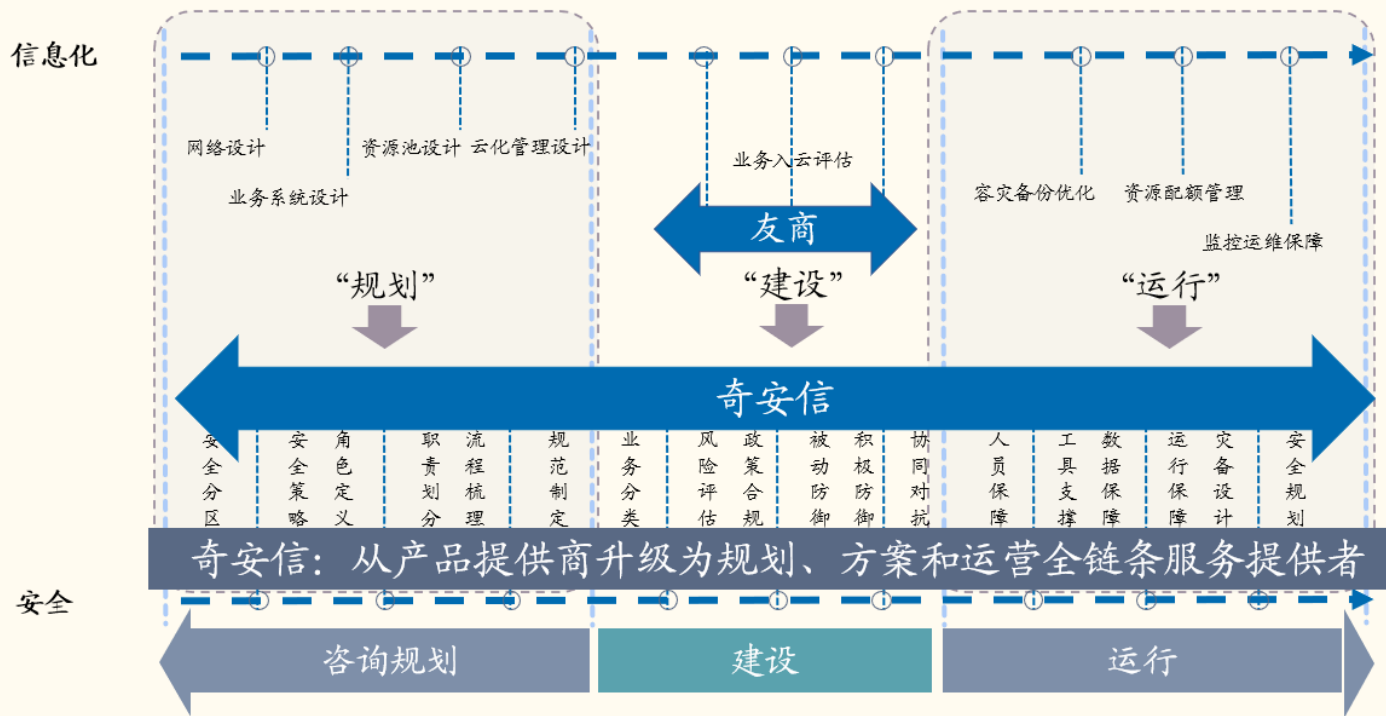 信息化
网络设计
资源池设计
云化管理设计
业务系统设计
业务入云评估
容灾备份优化
资源配额管理
监控运维保障
友商
“规划”
“建设”
“运行”
奇安信
安全分区
安全策略
角色定义
职责划分
流程梳理
规范制定
业务分类
风险评估
政策合规
被动防御
积极防御
协同对抗
人员保障
工具支撑
数据保障
运行保障
灾备设计
安全规划
奇安信：从产品提供商升级为规划、方案和运营全链条服务提供者
安全
咨询规划
建设
运行